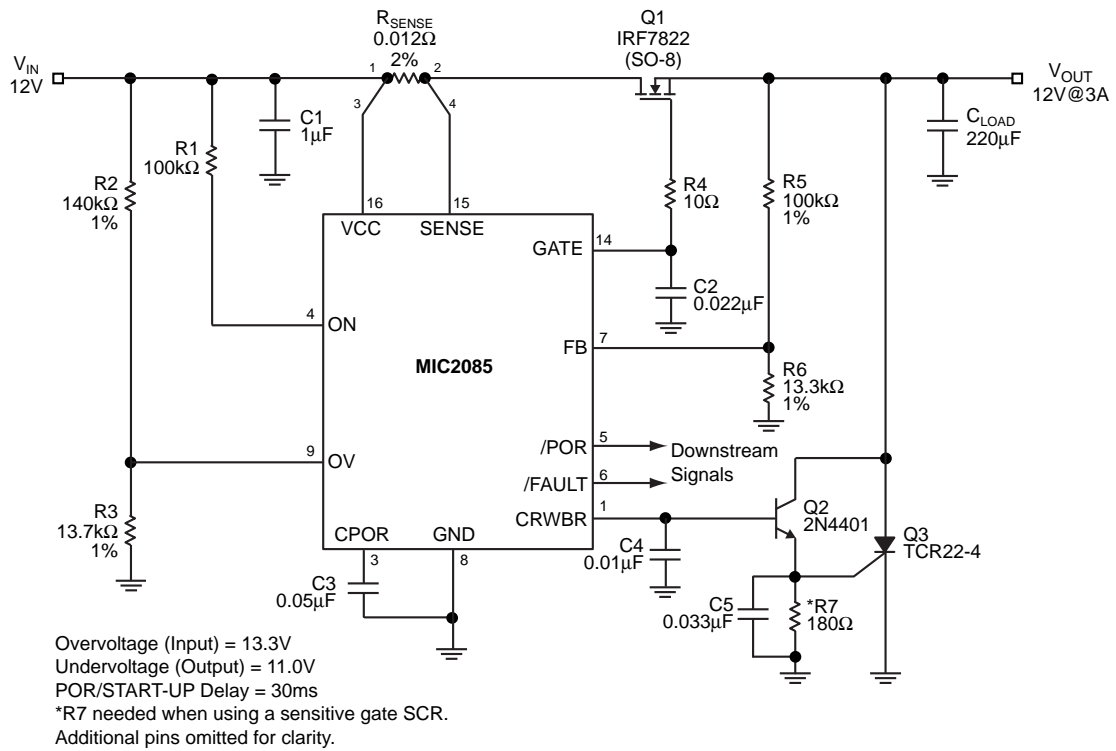 R_SENSE
0.012Ω
2%
Q1
IRF7822
(SO-8)
V_IN
12V
1
2
3
4
V_OUT
12V@3A
C1
1µF
C_LOAD
220µF
R1
100kΩ
R2
140kΩ
1%
R4
10Ω
R5
100kΩ
1%
16
15
VCC
SENSE
GATE
14
C2
0.022µF
4
ON
FB
7
MIC2085
R6
13.3kΩ
1%
/POR
5
Downstream
Signals
9
OV
/FAULT
6
CRWBR
1
Q2
2N4401
R3
13.7kΩ
1%
CPOR
GND
3
8
C4
0.01µF
Q3
TCR22-4
C3
0.05µF
C5
0.033µF
*R7
180Ω
Overvoltage (Input) = 13.3V
Undervoltage (Output) = 11.0V
POR/START-UP Delay = 30ms
*R7 needed when using a sensitive gate SCR.
Additional pins omitted for clarity.